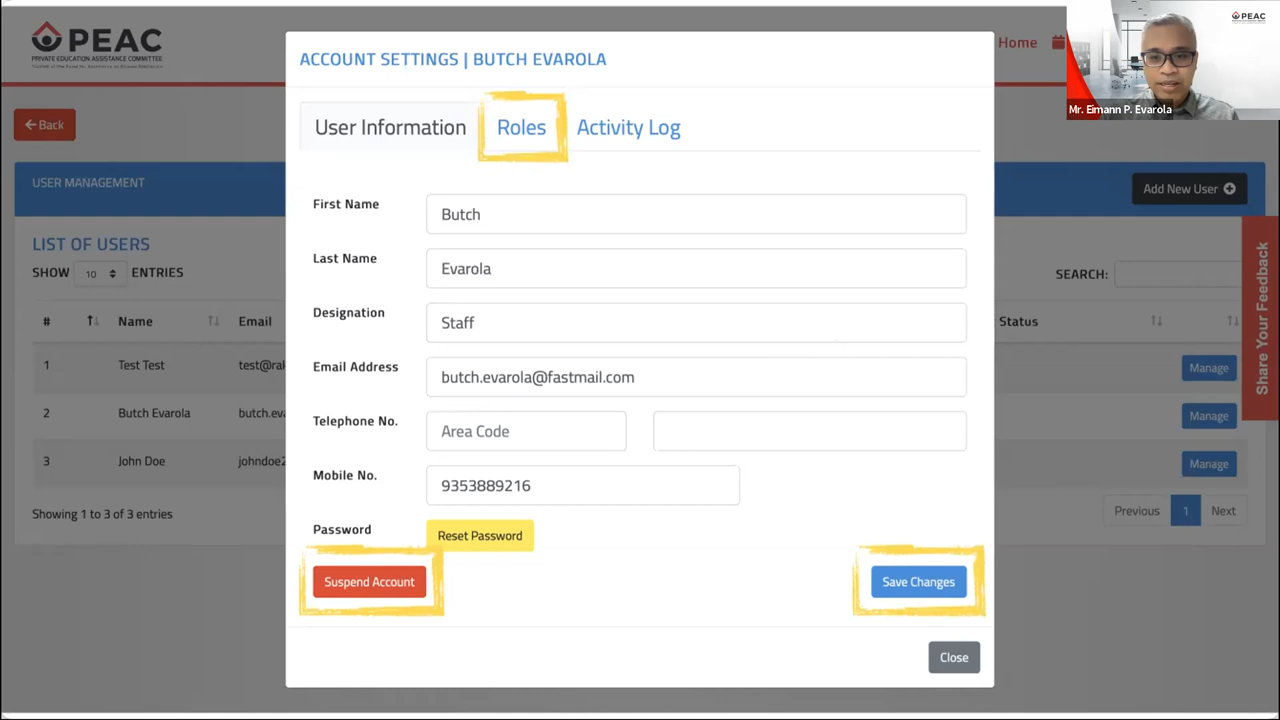 PEAC
PRIVATE EDUCATION ASSISTANCE COMMITTEE
Home
PEAC
Mr. Eimann P. Evarola
Back
USER MANAGEMENT
Add New User
LIST OF USERS
SHOW 10 ENTRIES
SEARCH:
# Name Email Status
1 Test Test test@ra Manage
2 Butch Evarola butch.ev Manage
3 John Doe johndoe Manage
Showing 1 to 3 of 3 entries
Previous 1 Next
Share Your Feedback
ACCOUNT SETTINGS | BUTCH EVAROLA
User Information Roles Activity Log
First Name Butch
Last Name Evarola
Designation Staff
Email Address butch.evarola@fastmail.com
Telephone No. Area Code
Mobile No. 9353889216
Password Reset Password
Suspend Account Save Changes
Close